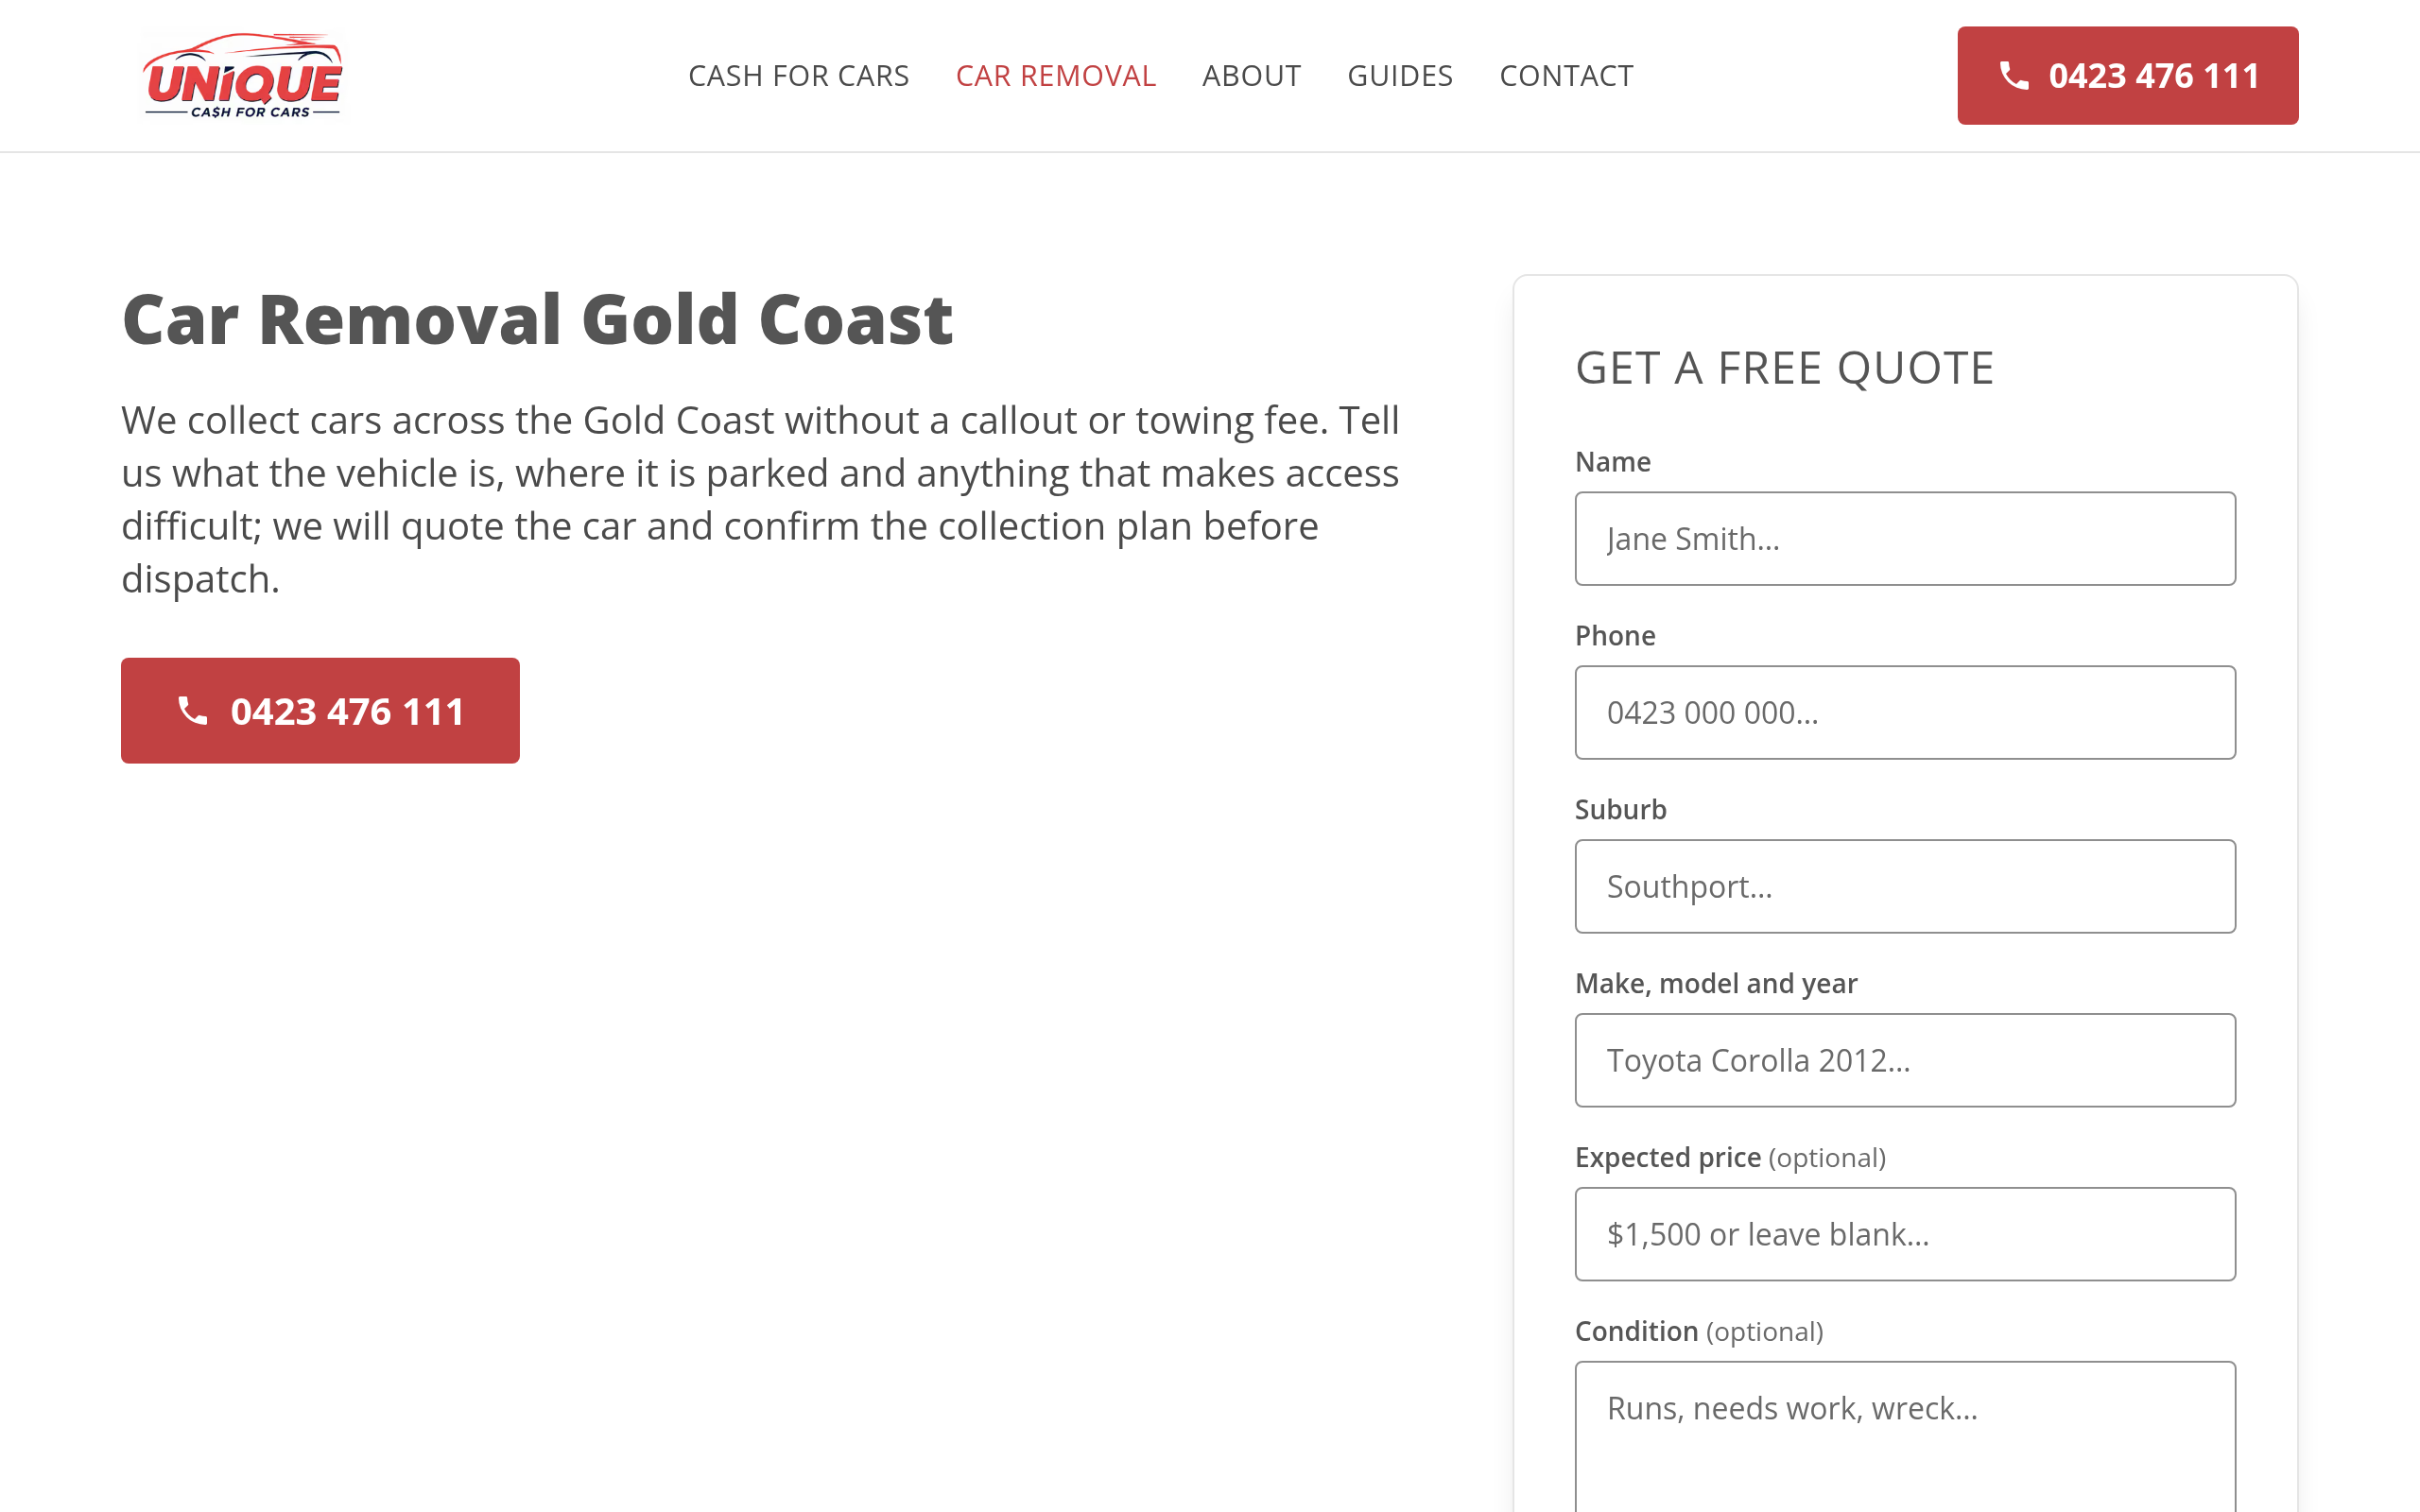 UNiQUE
CA$H FOR CARS
CASH FOR CARS
CAR REMOVAL
ABOUT
GUIDES
CONTACT
0423 476 111
Car Removal Gold Coast
We collect cars across the Gold Coast without a callout or towing fee. Tell
us what the vehicle is, where it is parked and anything that makes access
difficult; we will quote the car and confirm the collection plan before
dispatch.
0423 476 111
GET A FREE QUOTE
Name
Jane Smith...
Phone
0423 000 000...
Suburb
Southport...
Make, model and year
Toyota Corolla 2012...
Expected price (optional)
$1,500 or leave blank...
Condition (optional)
Runs, needs work, wreck...